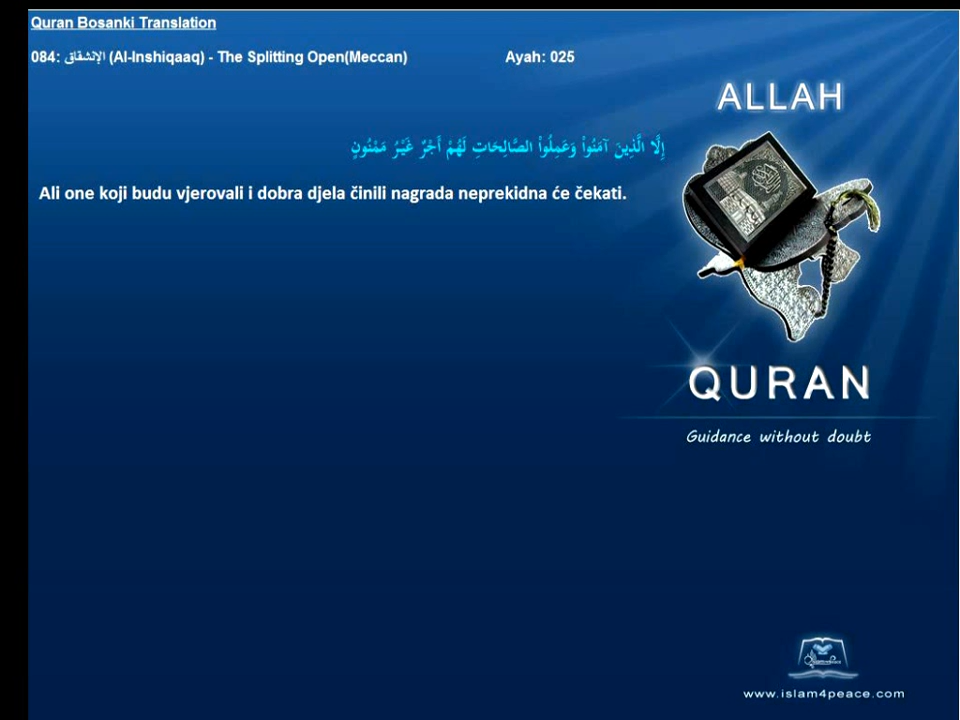 Quran Bosanki Translation
084: الإنشقاق (Al-Inshiqaaq) - The Splitting Open(Meccan) Ayah: 025
ALLAH
إِلَّا الَّذِينَ آمَنُواْ وَعَمِلُواْ الصَّالِحَاتِ لَهُمْ أَجْرٌ غَيْرُ مَمْنُونٍ
Ali one koji budu vjerovali i dobra djela činili nagrada neprekidna će čekati.
QURAN
Guidance without doubt
www.islam4peace.com